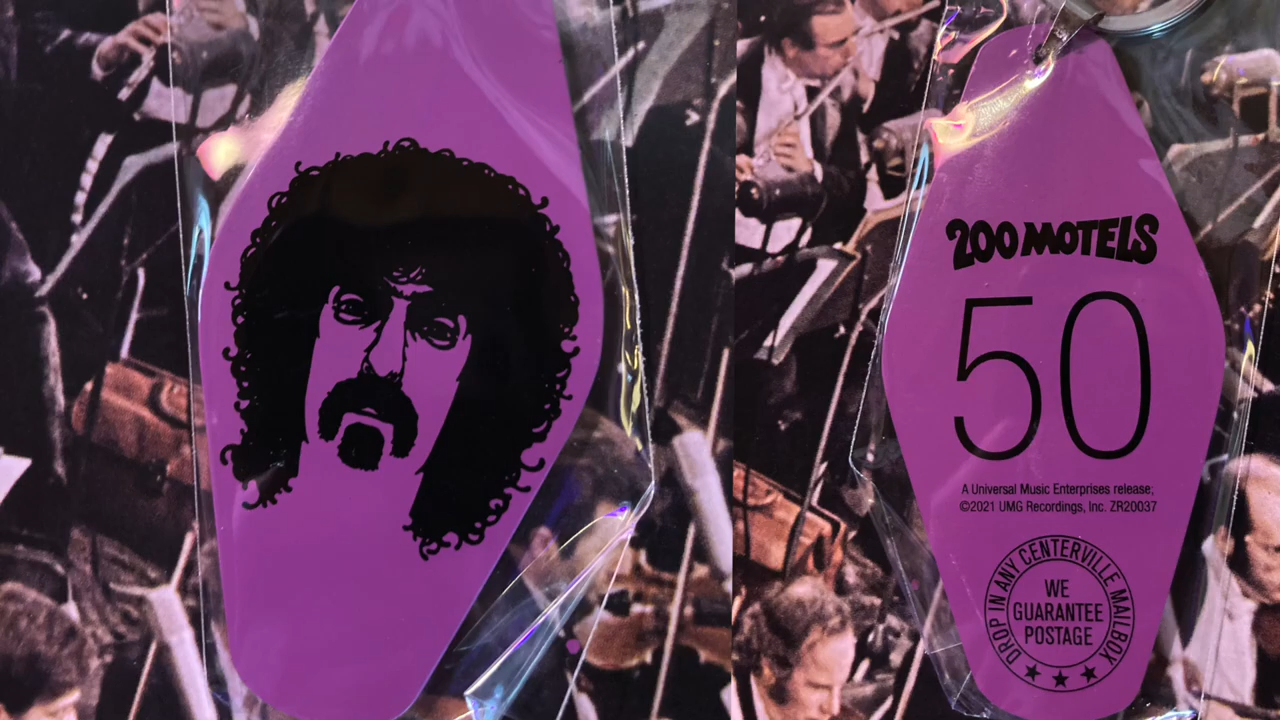 200 MOTELS
50
A Universal Music Enterprises release;
©2021 UMG Recordings, Inc. ZR20037
DROP IN ANY CENTERVILLE MAILBOX
WE
GUARANTEE
POSTAGE